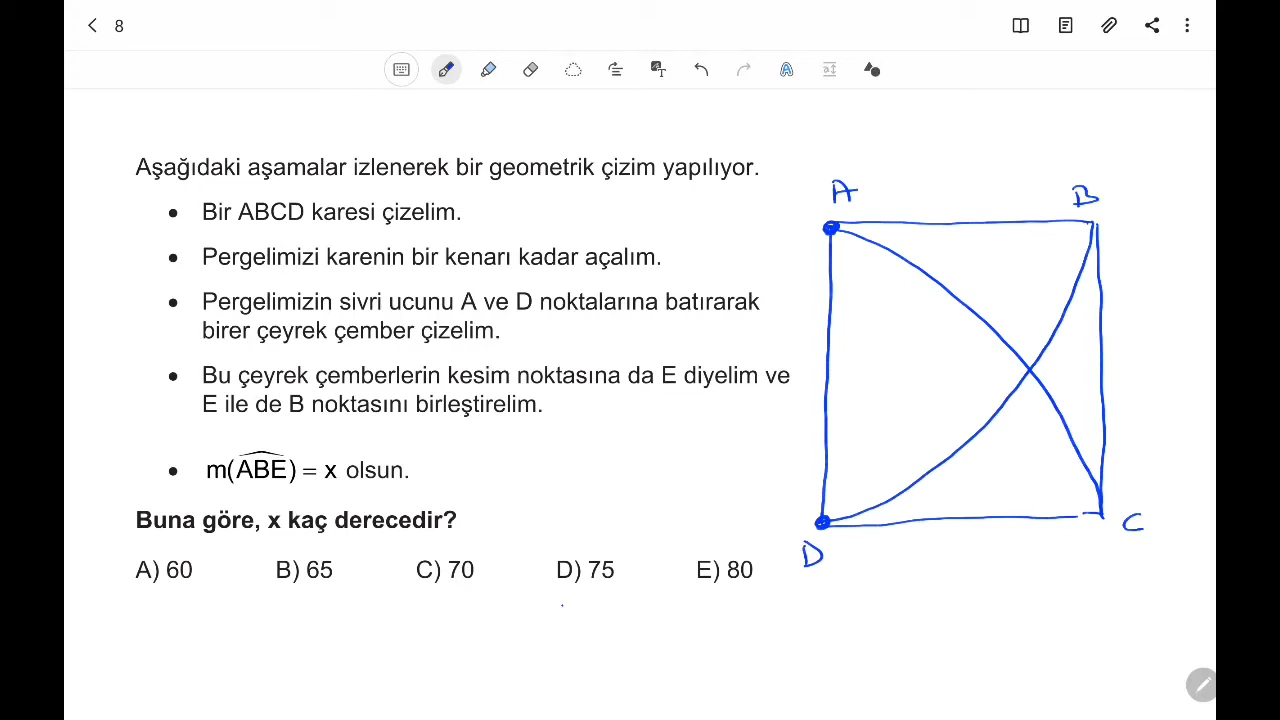 8
Aşağıdaki aşamalar izlenerek bir geometrik çizim yapılıyor.
• Bir ABCD karesi çizelim.
• Pergelimizi karenin bir kenarı kadar açalım.
• Pergelimizin sivri ucunu A ve D noktalarına batırarak
birer çeyrek çember çizelim.
• Bu çeyrek çemberlerin kesim noktasına da E diyelim ve
E ile de B noktasını birleştirelim.
• m(ABE) = x olsun.
Buna göre, x kaç derecedir?
A) 60 B) 65 C) 70 D) 75 E) 80
A B
D C